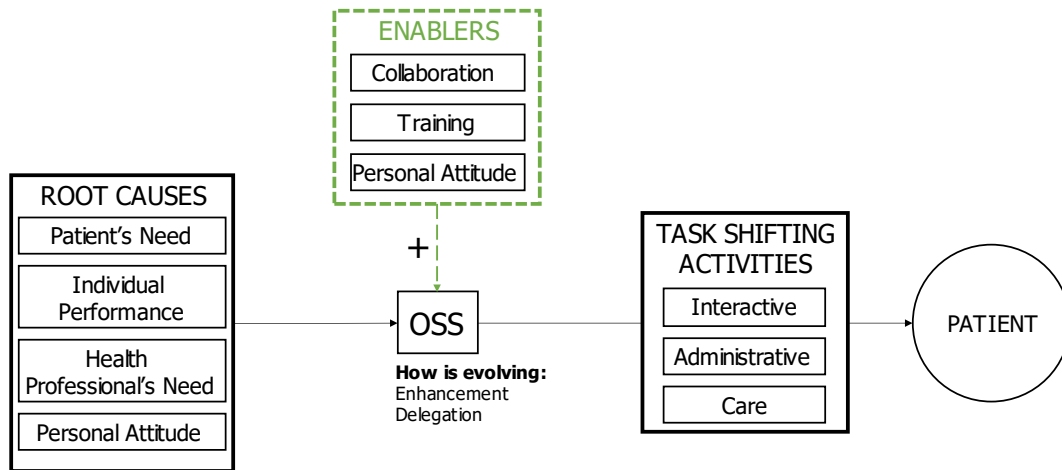 ENABLERS
Collaboration
Training
Personal Attitude
ROOT CAUSES
Patient's Need
Individual
Performance
Health
Professional's Need
Personal Attitude
+
OSS
How is evolving:
Enhancement
Delegation
TASK SHIFTING
ACTIVITIES
Interactive
Administrative
Care
PATIENT